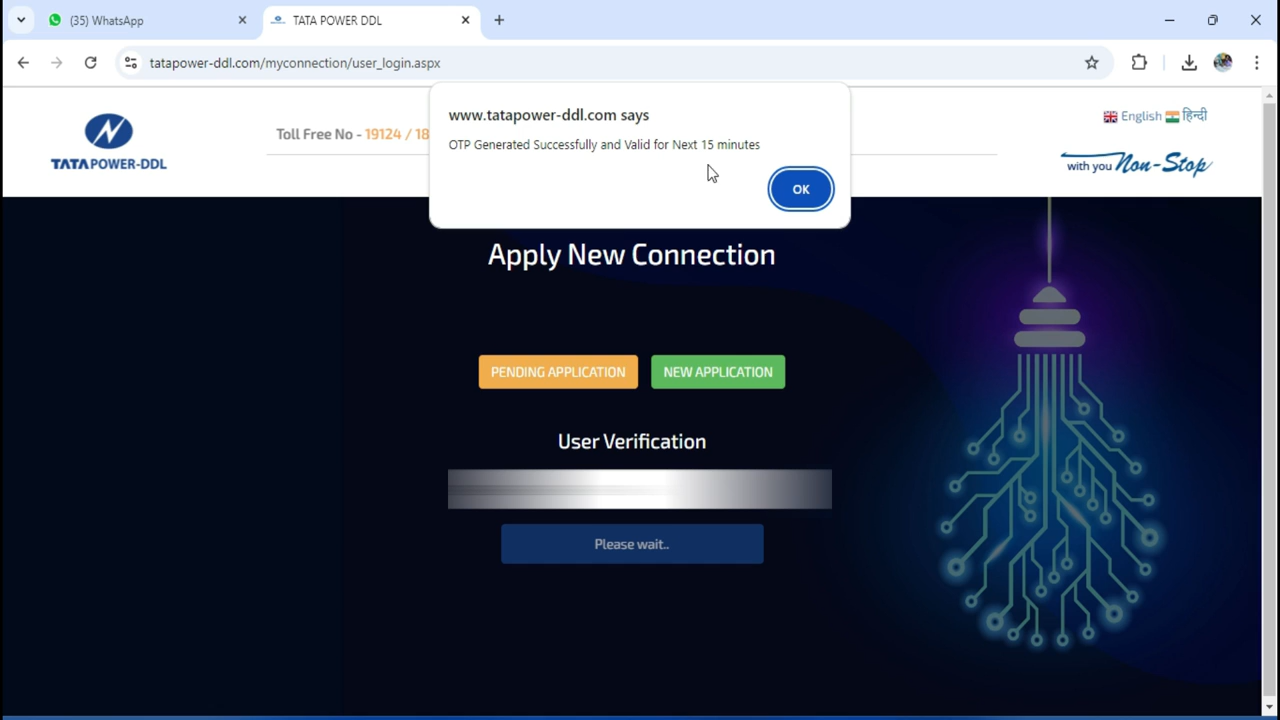 (35) WhatsApp
TATA POWER DDL
tatapower-ddl.com/myconnection/user_login.aspx
www.tatapower-ddl.com says
OTP Generated Successfully and Valid for Next 15 minutes
OK
TATA POWER-DDL
Toll Free No - 19124 / 18
English हिन्दी
with you Non-Stop
Apply New Connection
PENDING APPLICATION NEW APPLICATION
User Verification
Please wait..